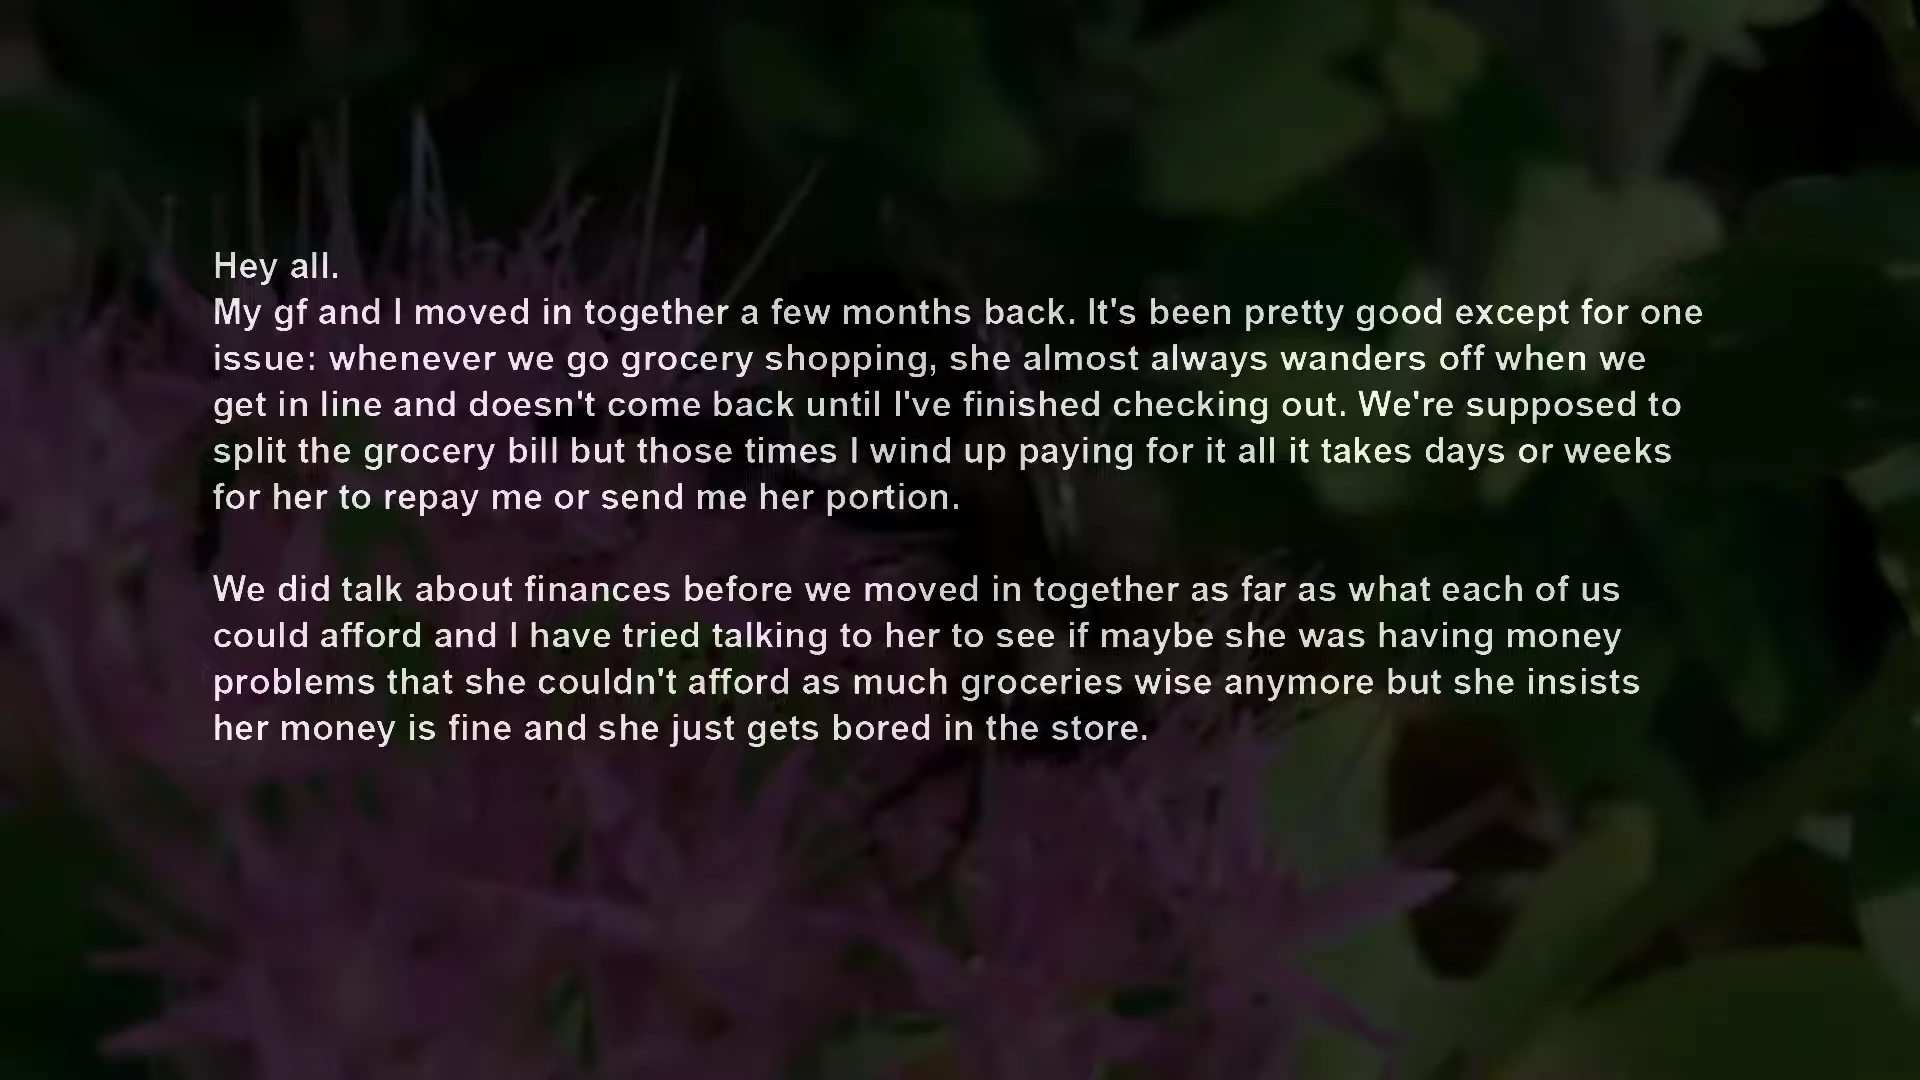 Hey all.
My gf and I moved in together a few months back. It's been pretty good except for one
issue: whenever we go grocery shopping, she almost always wanders off when we
get in line and doesn't come back until I've finished checking out. We're supposed to
split the grocery bill but those times I wind up paying for it all it takes days or weeks
for her to repay me or send me her portion.
We did talk about finances before we moved in together as far as what each of us
could afford and I have tried talking to her to see if maybe she was having money
problems that she couldn't afford as much groceries wise anymore but she insists
her money is fine and she just gets bored in the store.